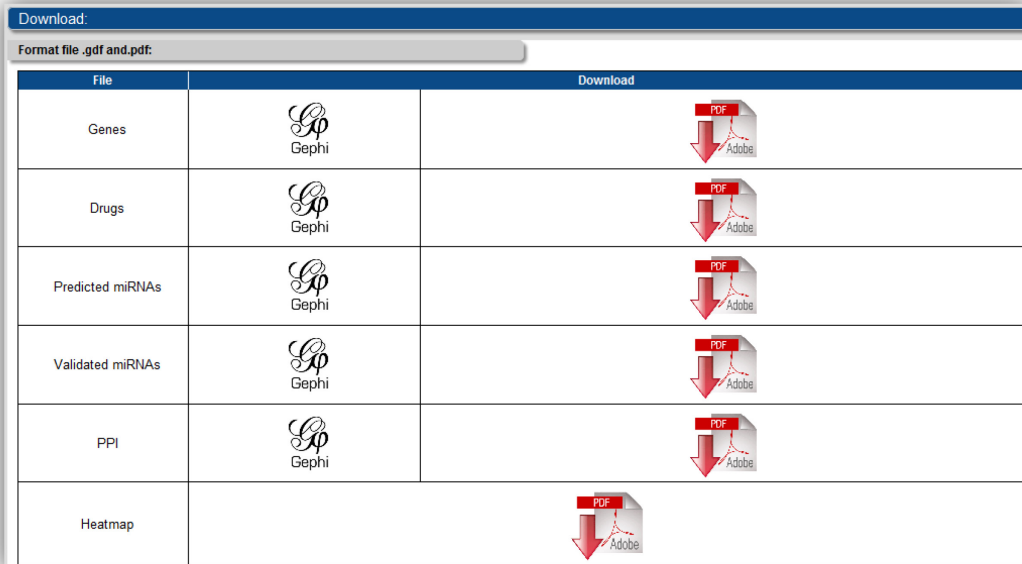 Download:
Format file .gdf and.pdf:
File Download
Genes Gephi PDF Adobe
Drugs Gephi PDF Adobe
Predicted miRNAs Gephi PDF Adobe
Validated miRNAs Gephi PDF Adobe
PPI Gephi PDF Adobe
Heatmap PDF Adobe